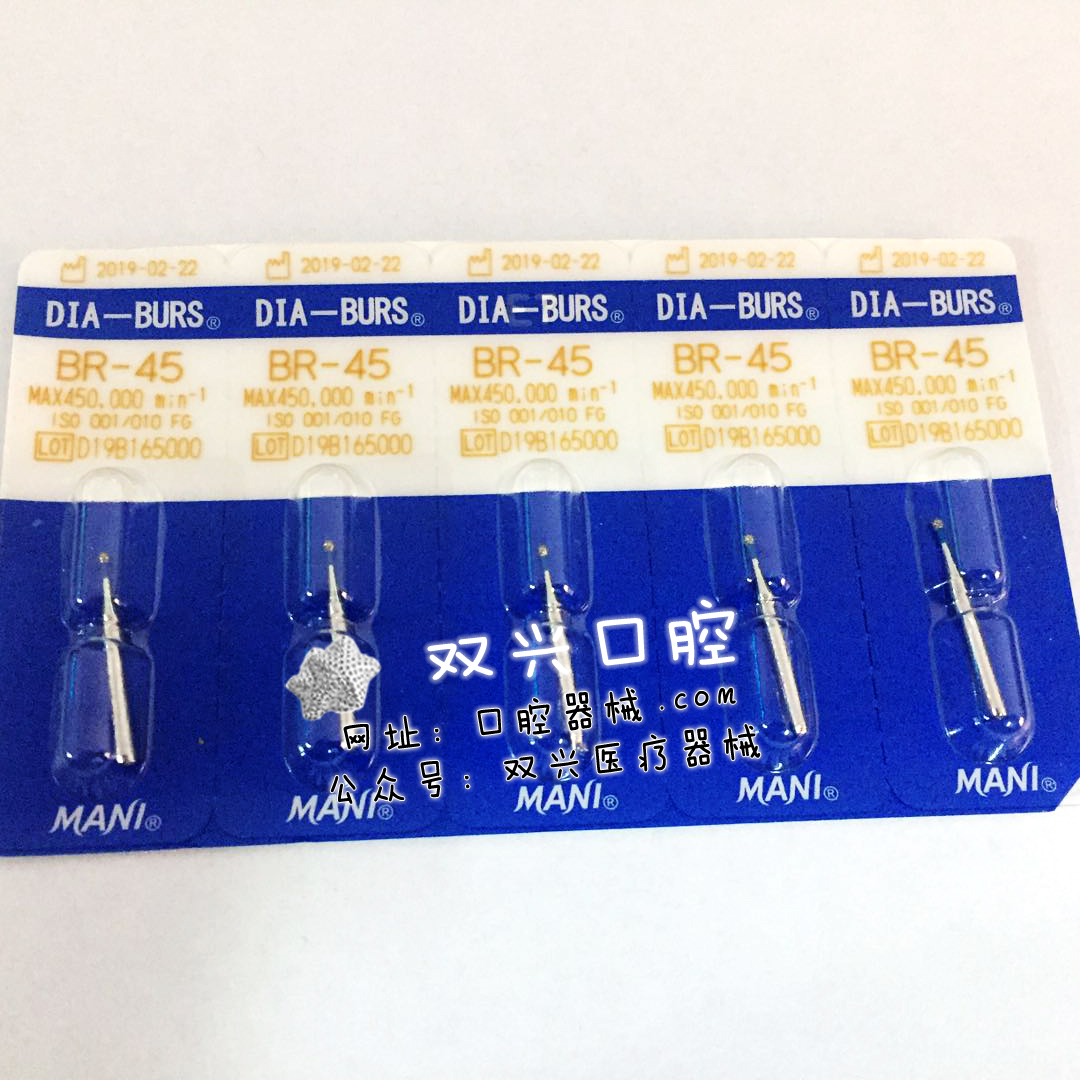 2019-02-22 2019-02-22 2019-02-22 2019-02-22 2019-02-22
DIA—BURS® DIA—BURS® DIA—BURS® DIA—BURS® DIA—BURS®
BR-45 BR-45 BR-45 BR-45 BR-45
MAX450.000 min⁻¹ MAX450.000 min⁻¹ MAX450.000 min⁻¹ MAX450.000 min⁻¹ MAX450.000 min⁻¹
ISO 001/010 FG ISO 001/010 FG ISO 001/010 FG ISO 001/010 FG ISO 001/010 FG
LOT D19B165000 LOT D19B165000 LOT D19B165000 LOT D19B165000 LOT D19B165000
双兴口腔
网址: 口腔器械.com
公众号: 双兴医疗器械
MANI® MANI® MANI® MANI® MANI®